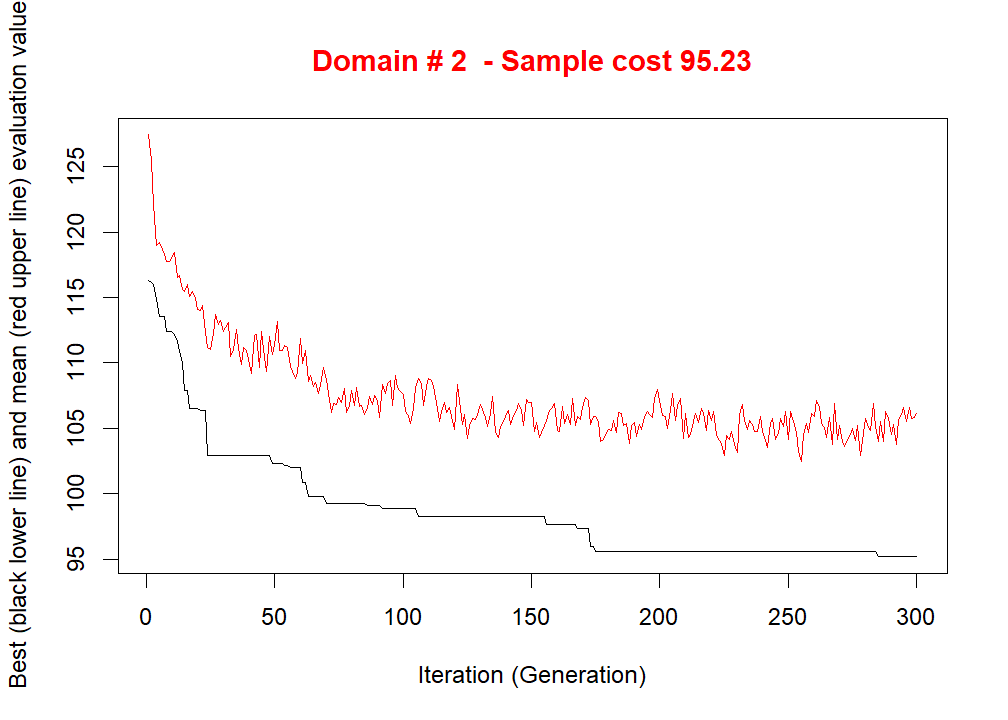 Domain # 2  - Sample cost 95.23
Best (black lower line) and mean (red upper line) evaluation value
125
120
115
110
105
100
95
0 50 100 150 200 250 300
Iteration (Generation)